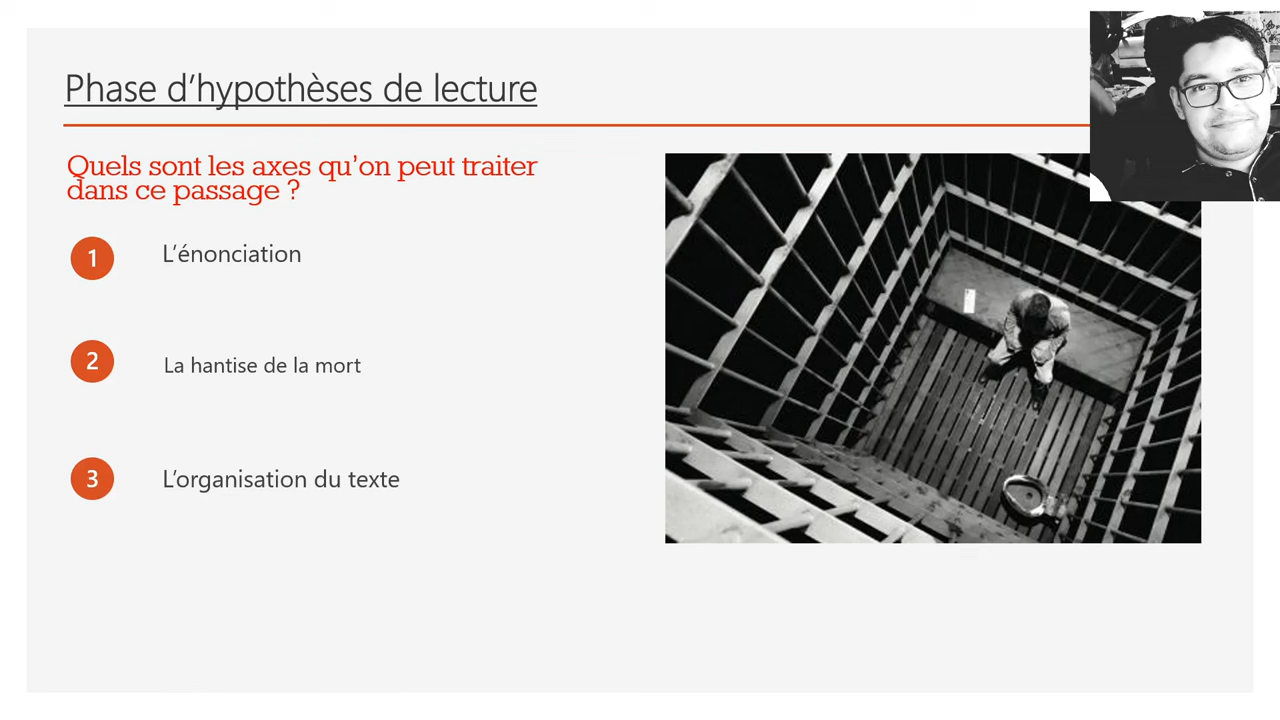 Phase d’hypothèses de lecture
Quels sont les axes qu’on peut traiter
dans ce passage ?
1 L’énonciation
2 La hantise de la mort
3 L’organisation du texte